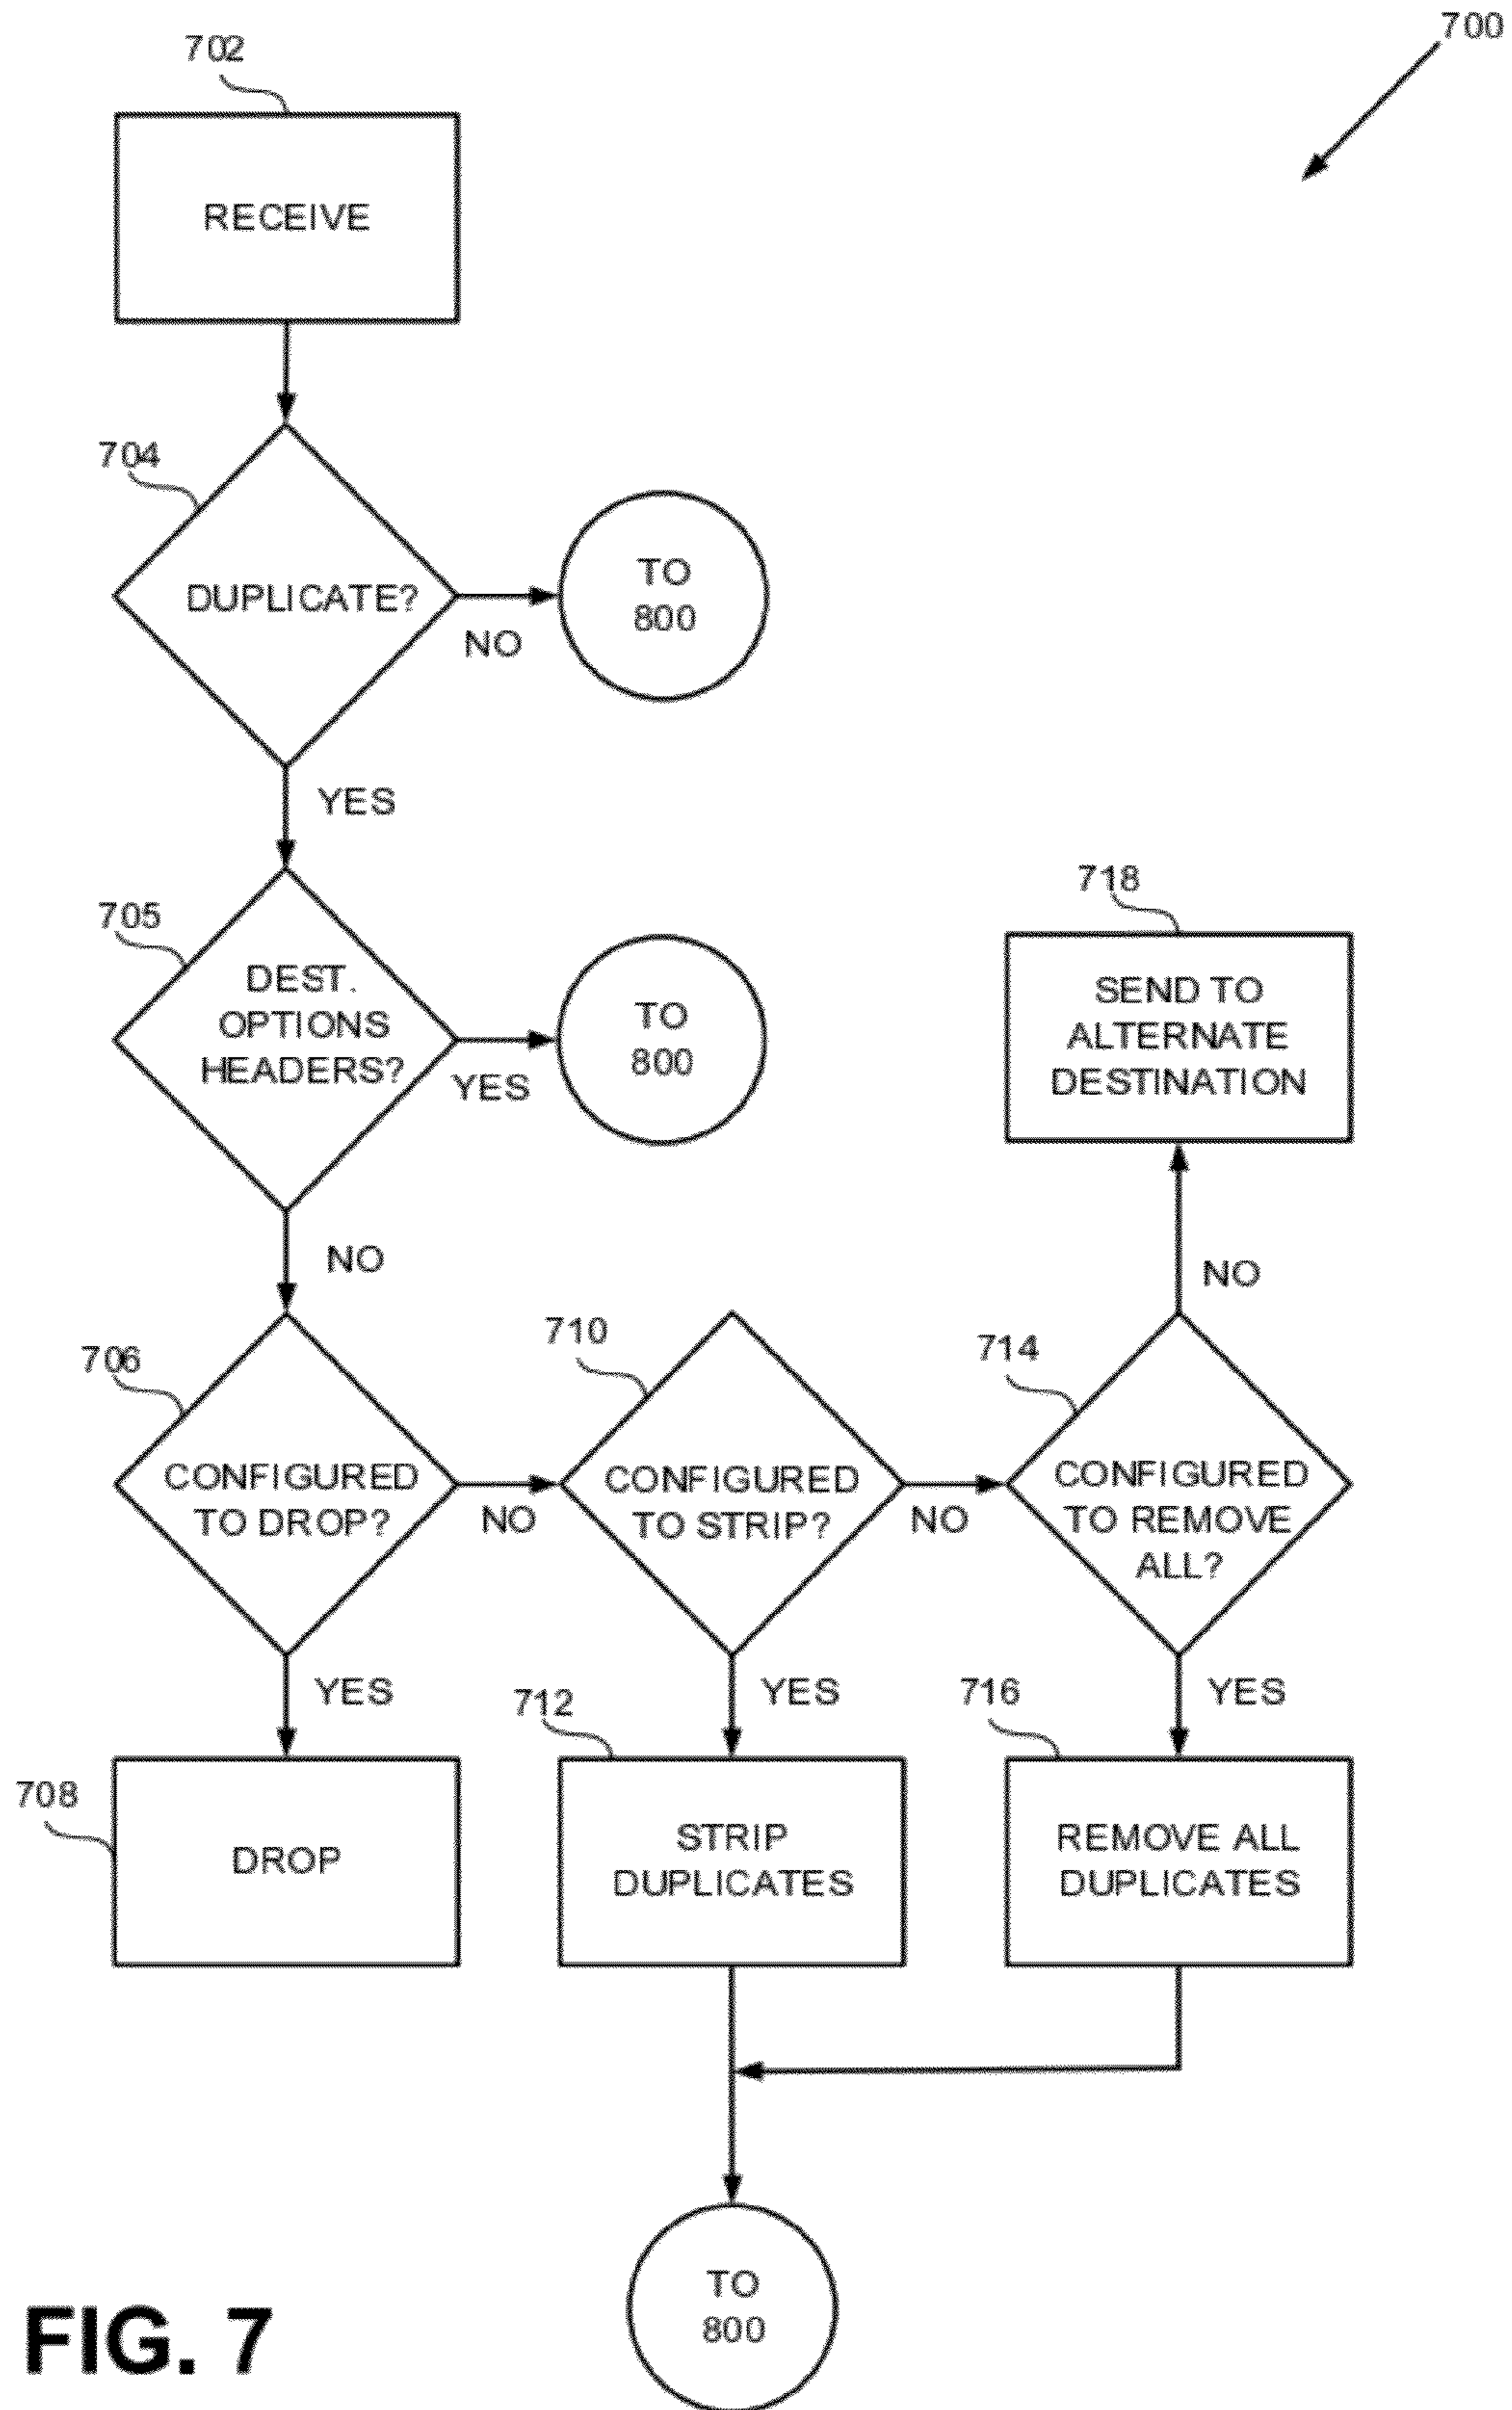 700
702
RECEIVE
704
DUPLICATE?
NO
TO
800
YES
705
DEST.
OPTIONS
HEADERS?
YES
TO
800
718
SEND TO
ALTERNATE
DESTINATION
NO
NO
706
CONFIGURED
TO DROP?
NO
710
CONFIGURED
TO STRIP?
NO
714
CONFIGURED
TO REMOVE
ALL?
YES
YES
YES
708
DROP
712
STRIP
DUPLICATES
716
REMOVE ALL
DUPLICATES
TO
800
FIG. 7